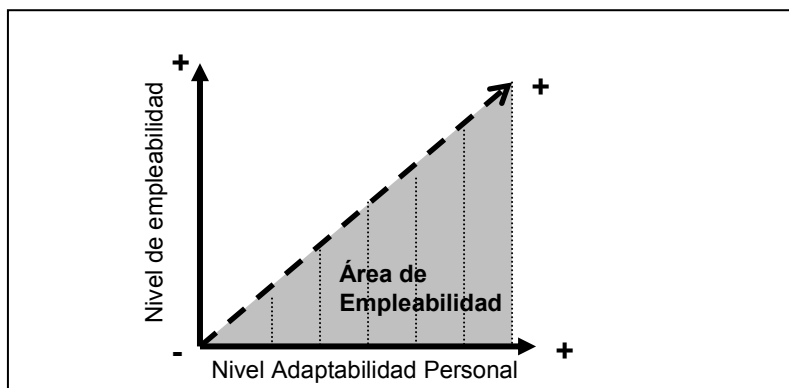 +
+
Nivel de empleabilidad
Área de
Empleabilidad
-
+
Nivel Adaptabilidad Personal